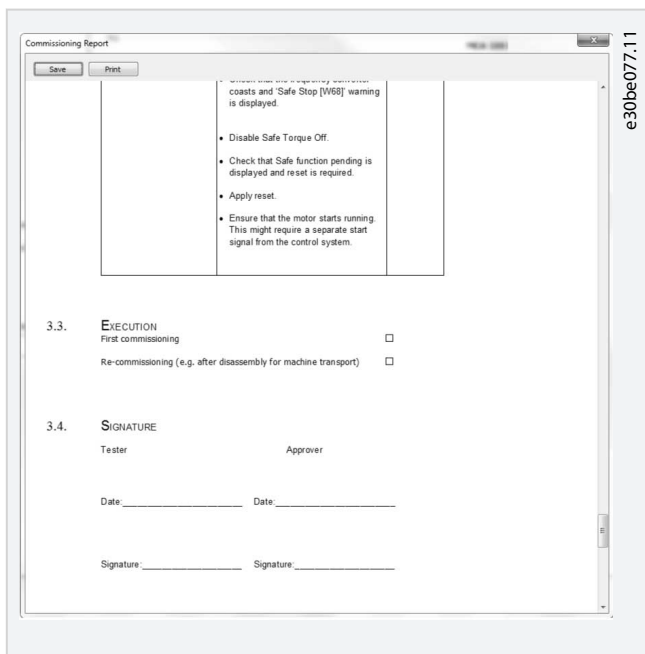 Commissioning Report
Save Print
coasts and 'Safe Stop [W68]' warning
is displayed.
• Disable Safe Torque Off.
• Check that Safe function pending is
displayed and reset is required.
• Apply reset.
• Ensure that the motor starts running.
This might require a separate start
signal from the control system.
3.3. EXECUTION
First commissioning
Re-commissioning (e.g. after disassembly for machine transport)
3.4. SIGNATURE
Tester Approver
Date: Date:
Signature: Signature:
e30be077.11